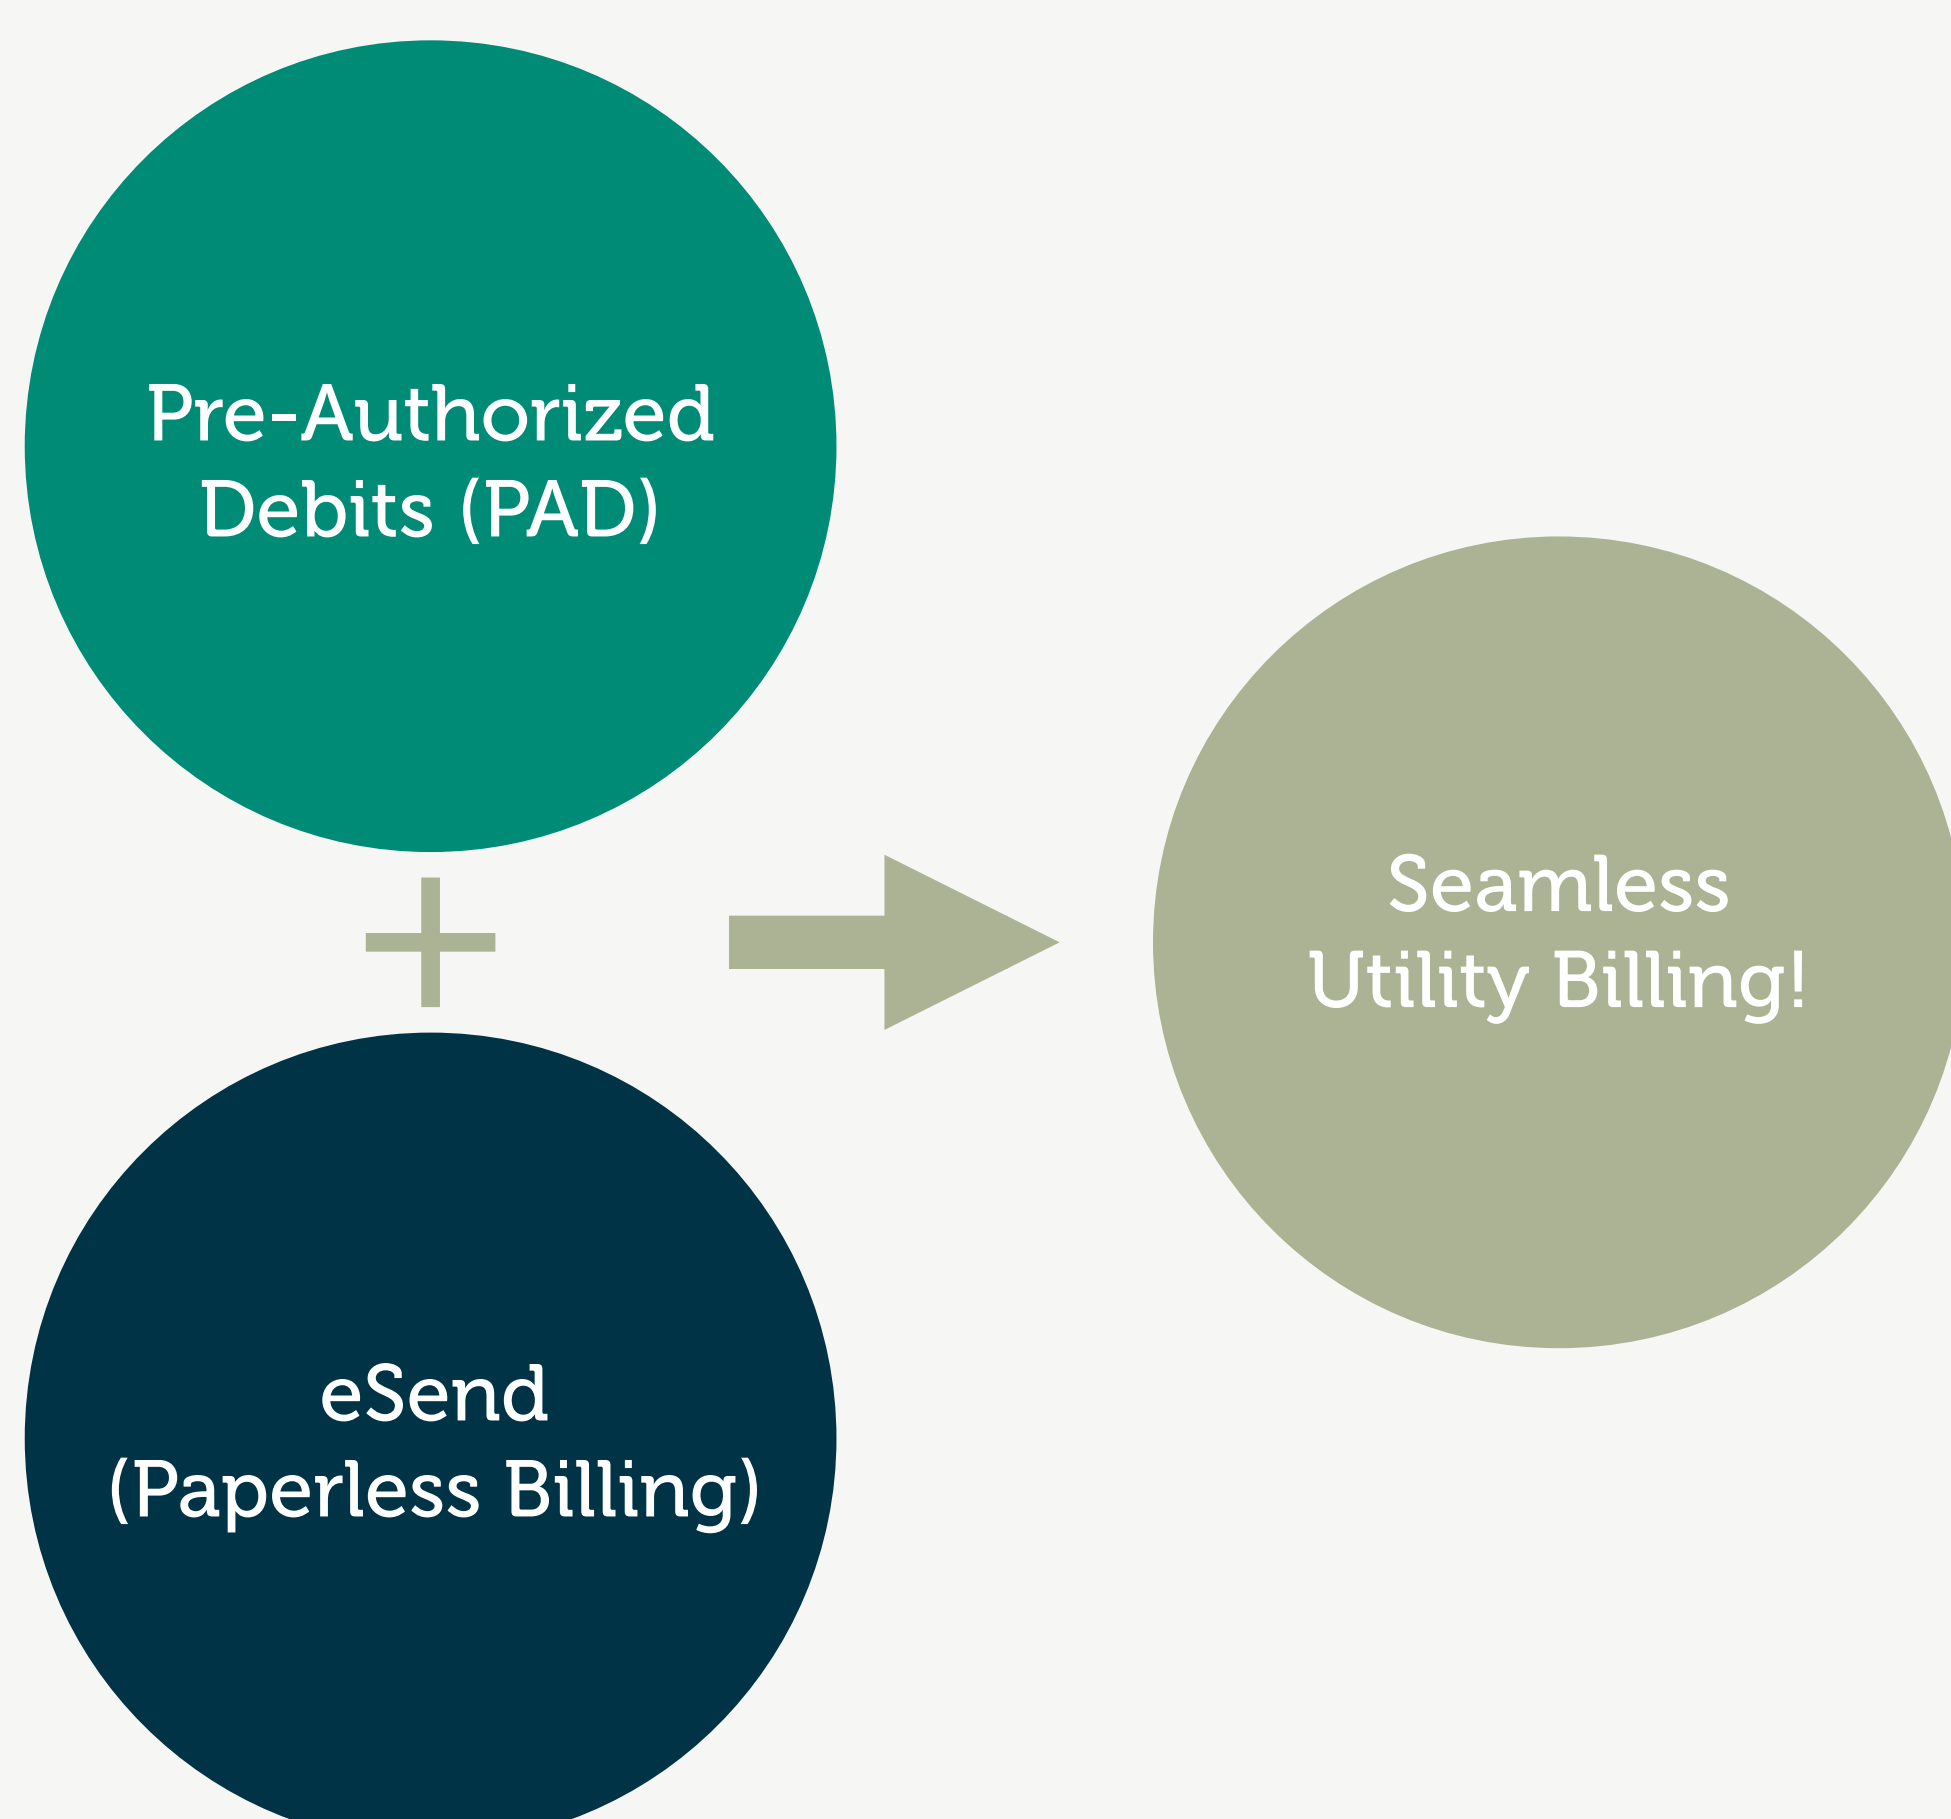 Pre-Authorized
Debits (PAD)
+
eSend
(Paperless Billing)
Seamless
Utility Billing!